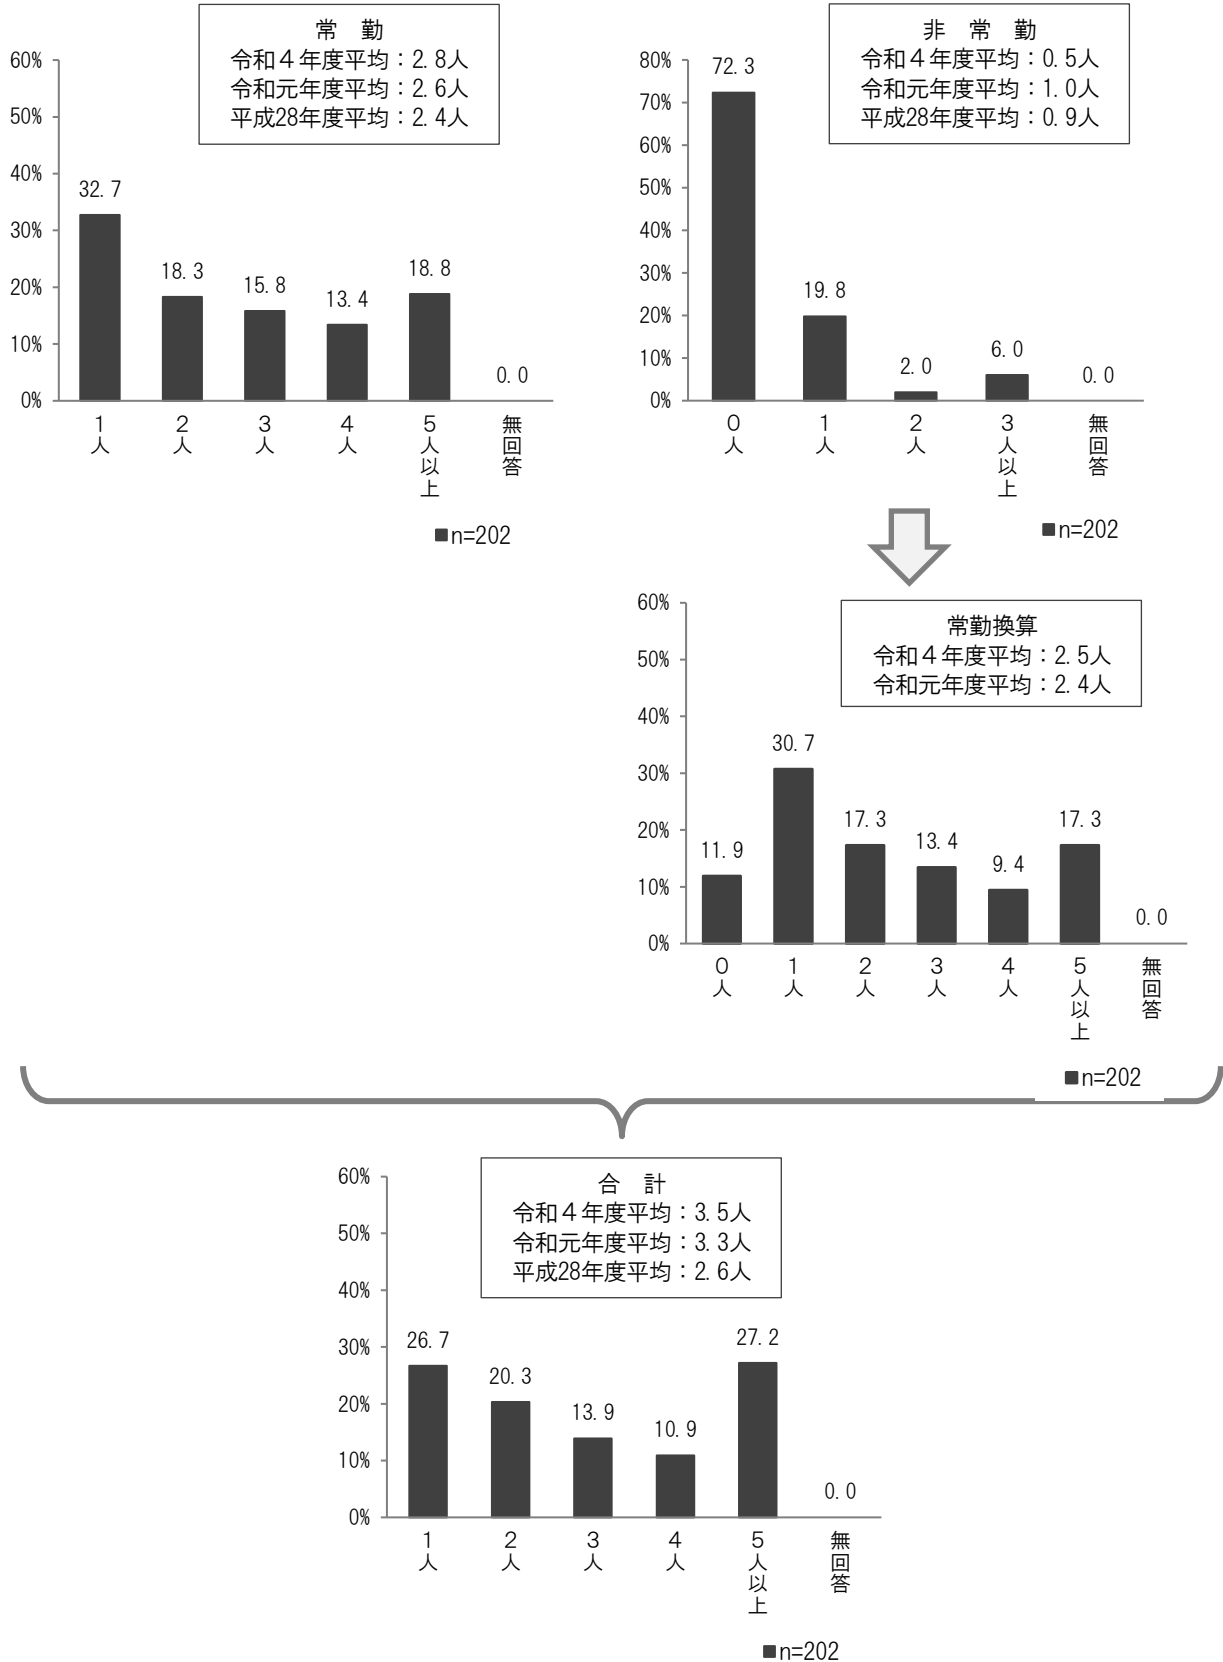 常　勤
令和４年度平均：2.8人
令和元年度平均：2.6人
平成28年度平均：2.4人
60%
50%
40%
30%
20%
10%
0%
32.7
18.3
15.8
13.4
18.8
0.0
1人
2人
3人
4人
5人以上
無回答
■n=202
非　常　勤
令和４年度平均：0.5人
令和元年度平均：1.0人
平成28年度平均：0.9人
80%
70%
60%
50%
40%
30%
20%
10%
0%
72.3
19.8
2.0
6.0
0.0
0人
1人
2人
3人以上
無回答
■n=202
常勤換算
令和４年度平均：2.5人
令和元年度平均：2.4人
60%
50%
40%
30%
20%
10%
0%
11.9
30.7
17.3
13.4
9.4
17.3
0.0
0人
1人
2人
3人
4人
5人以上
無回答
■n=202
合　計
令和４年度平均：3.5人
令和元年度平均：3.3人
平成28年度平均：2.6人
60%
50%
40%
30%
20%
10%
0%
26.7
20.3
13.9
10.9
27.2
0.0
1人
2人
3人
4人
5人以上
無回答
■n=202